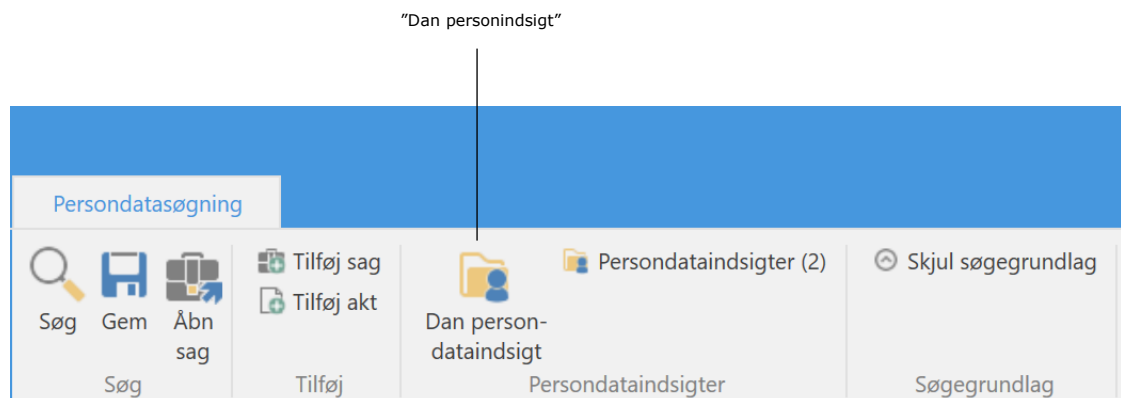 ”Dan personindsigt”
Persondatasøgning
Søg
Gem
Åbn
sag
Søg
Tilføj sag
Tilføj akt
Tilføj
Dan person-
dataindsigt
Persondataindsigter (2)
Persondataindsigter
Skjul søgegrundlag
Søgegrundlag